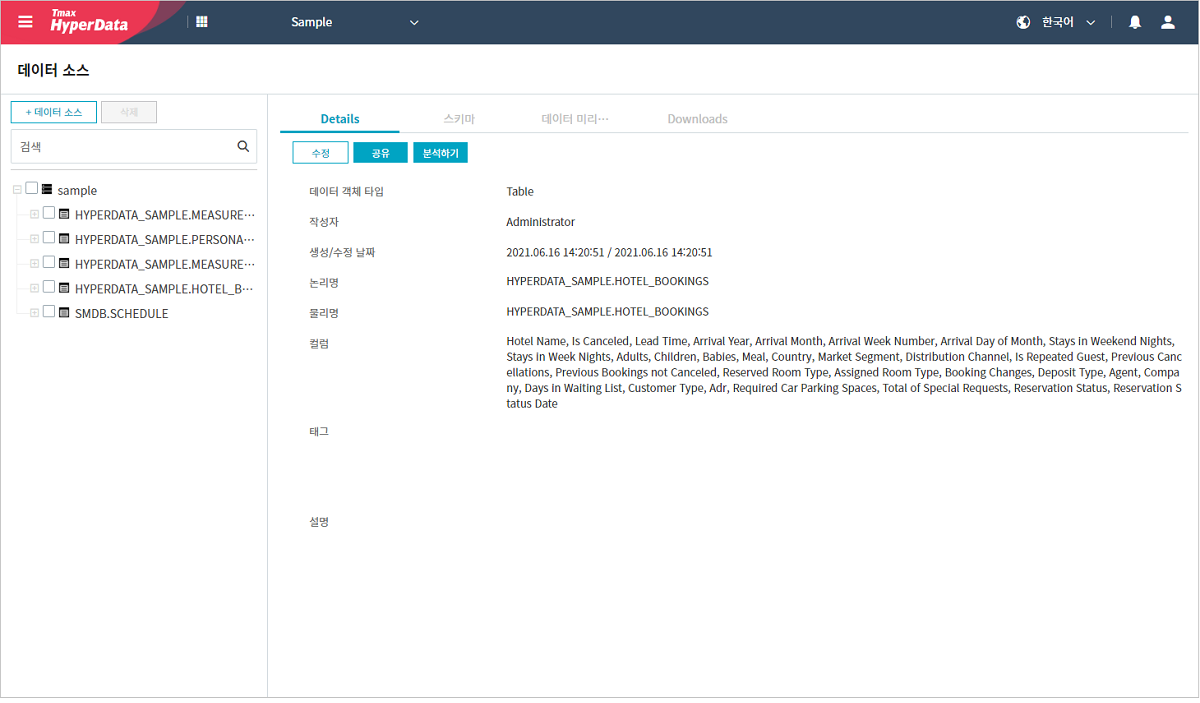 Tmax
HyperData
Sample
한국어
데이터 소스
+ 데이터 소스
삭제
검색
sample
HYPERDATA_SAMPLE.MEASURE⋯
HYPERDATA_SAMPLE.PERSONA⋯
HYPERDATA_SAMPLE.MEASURE⋯
HYPERDATA_SAMPLE.HOTEL_B⋯
SMDB.SCHEDULE
Details
스키마
데이터 미리⋯
Downloads
수정
공유
분석하기
데이터 객체 타입
Table
작성자
Administrator
생성/수정 날짜
2021.06.16 14:20:51 / 2021.06.16 14:20:51
논리명
HYPERDATA_SAMPLE.HOTEL_BOOKINGS
물리명
HYPERDATA_SAMPLE.HOTEL_BOOKINGS
컬럼
Hotel Name, Is Canceled, Lead Time, Arrival Year, Arrival Month, Arrival Week Number, Arrival Day of Month, Stays in Weekend Nights,
Stays in Week Nights, Adults, Children, Babies, Meal, Country, Market Segment, Distribution Channel, Is Repeated Guest, Previous Canc
ellations, Previous Bookings not Canceled, Reserved Room Type, Assigned Room Type, Booking Changes, Deposit Type, Agent, Compa
ny, Days in Waiting List, Customer Type, Adr, Required Car Parking Spaces, Total of Special Requests, Reservation Status, Reservation S
tatus Date
태그
설명